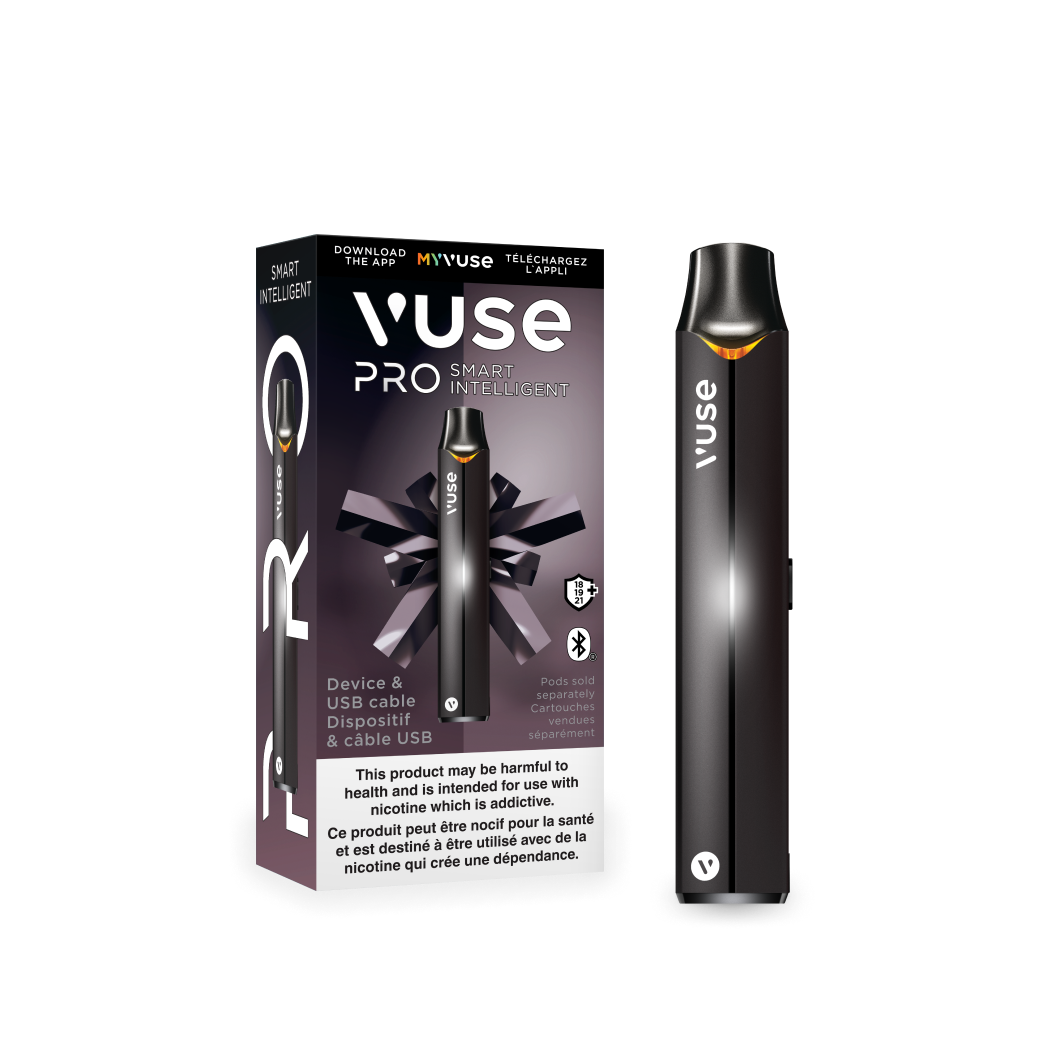 SMART
INTELLIGENT
PRO
vuse
DOWNLOAD
THE APP
MYVUSE
TÉLÉCHARGEZ
L'APPLI
vuse
PRO
SMART
INTELLIGENT
vuse
18
19
21
+
Device &
USB cable
Dispositif
& câble USB
Pods sold
separately
Cartouches
vendues
séparément
This product may be harmful to
health and is intended for use with
nicotine which is addictive.
Ce produit peut être nocif pour la santé
et est destiné à être utilisé avec de la
nicotine qui crée une dépendance.
vuse